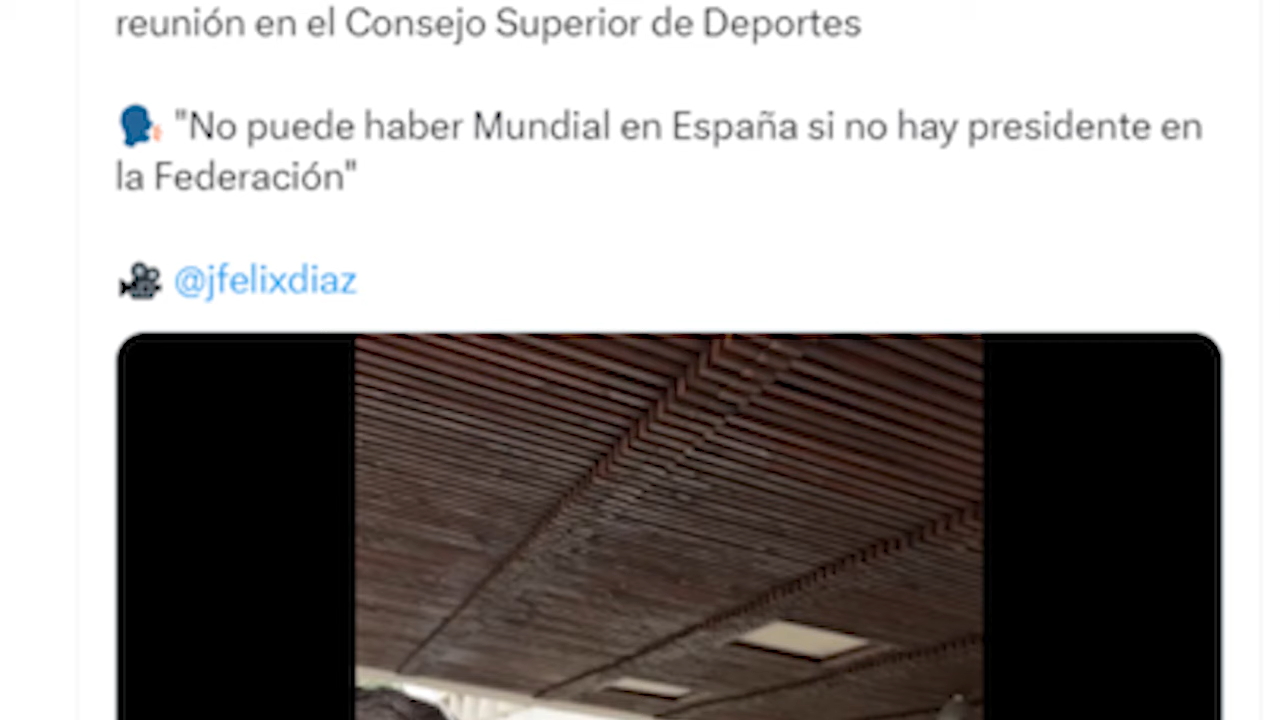 reunión en el Consejo Superior de Deportes
🗣️ "No puede haber Mundial en España si no hay presidente en
la Federación"
🎥 @jfelixdiaz